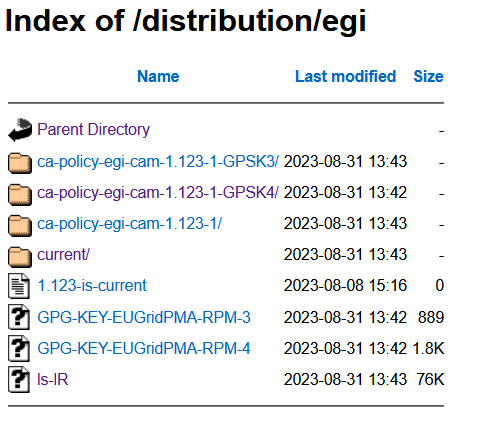 Index of /distribution/egi
Name Last modified Size
Parent Directory -
ca-policy-egi-cam-1.123-1-GPSK3/ 2023-08-31 13:43 -
ca-policy-egi-cam-1.123-1-GPSK4/ 2023-08-31 13:42 -
ca-policy-egi-cam-1.123-1/ 2023-08-31 13:43 -
current/ 2023-08-31 13:43 -
1.123-is-current 2023-08-08 15:16 0
GPG-KEY-EUGridPMA-RPM-3 2023-08-31 13:42 889
GPG-KEY-EUGridPMA-RPM-4 2023-08-31 13:42 1.8K
ls-lR 2023-08-31 13:43 76K